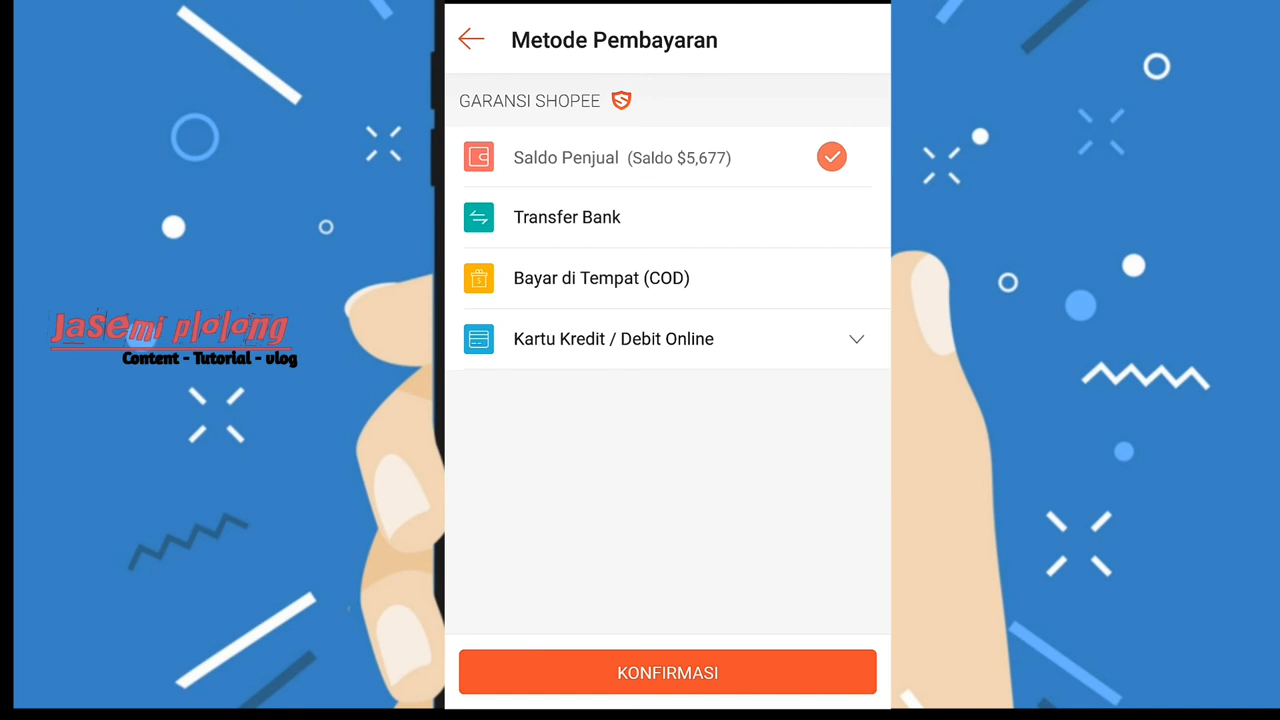 Metode Pembayaran
GARANSI SHOPEE
Saldo Penjual (Saldo $5,677)
Transfer Bank
Bayar di Tempat (COD)
Kartu Kredit / Debit Online
KONFIRMASI
Jasemi plolong
Content - Tutorial - vlog